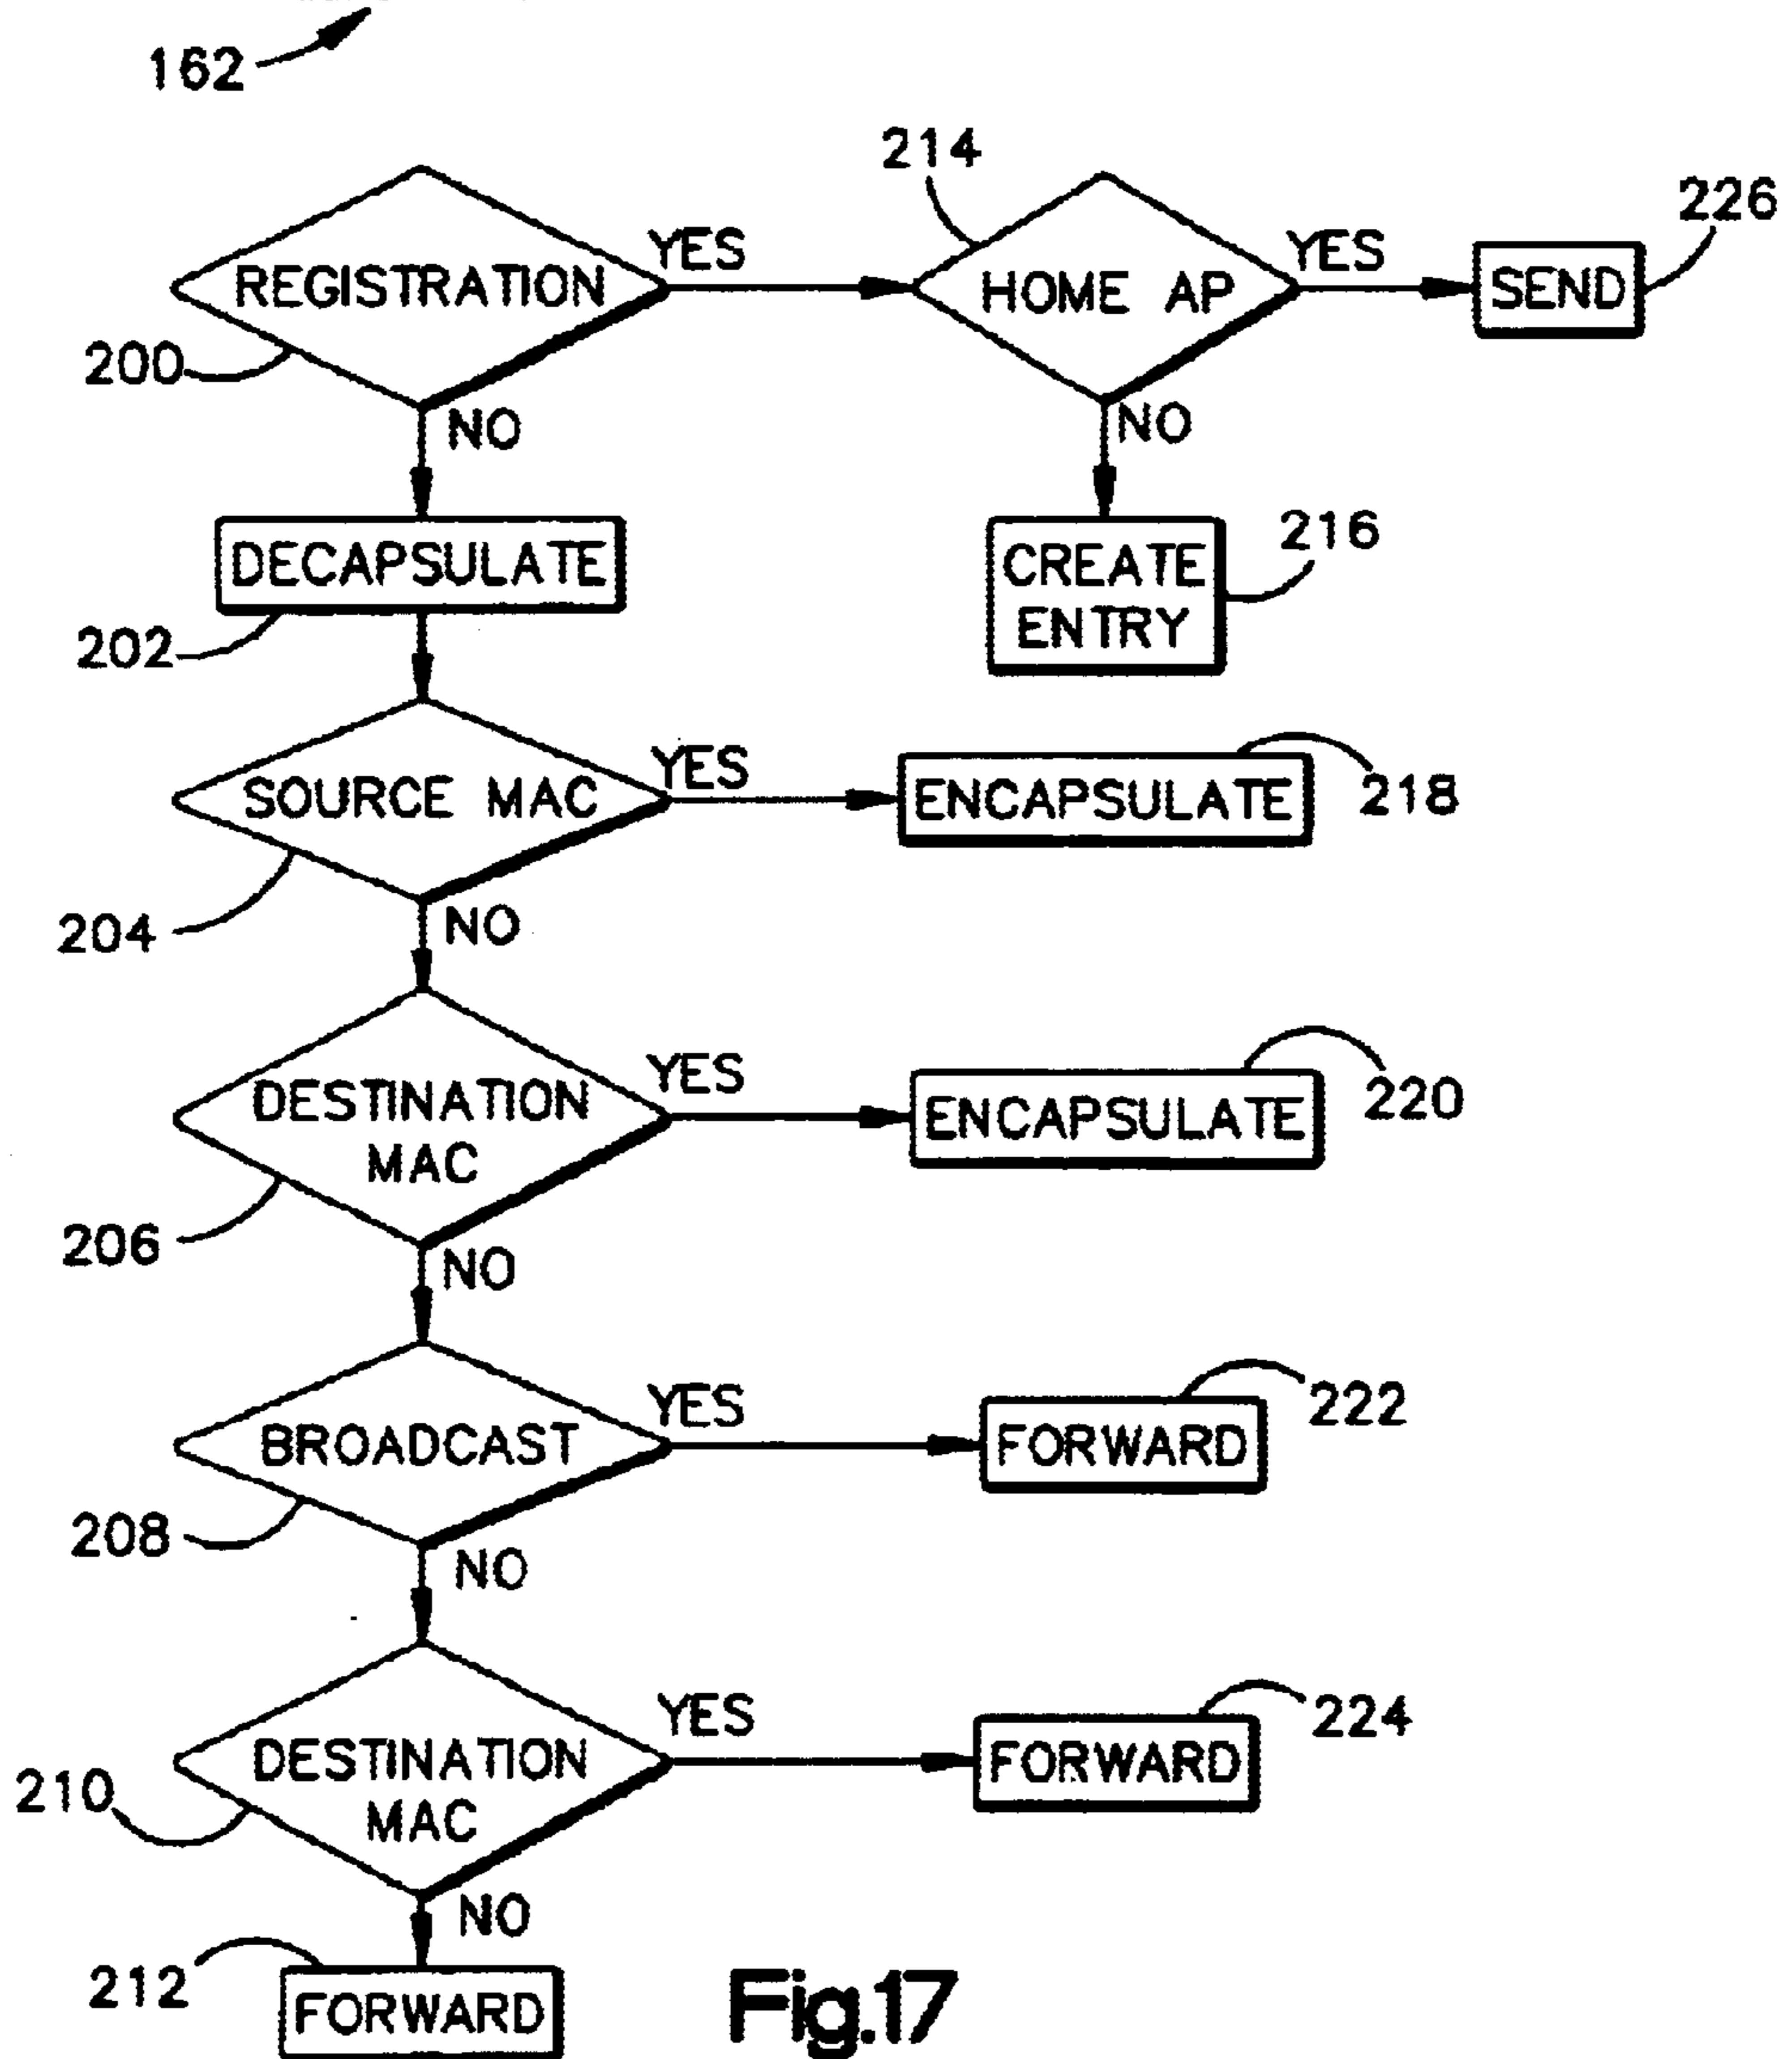 162
214
226
YES
YES
REGISTRATION
HOME AP
SEND
200
NO
NO
DECAPSULATE
CREATE
ENTRY
216
202
YES
SOURCE MAC
ENCAPSULATE
218
204
NO
YES
DESTINATION
MAC
ENCAPSULATE
220
206
NO
YES
BROADCAST
FORWARD
222
208
NO
YES
DESTINATION
MAC
FORWARD
224
210
NO
212
FORWARD
Fig.17